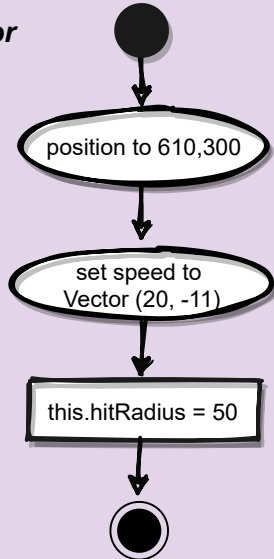 or
position to 610,300
set speed to
Vector (20, -11)
this.hitRadius = 50